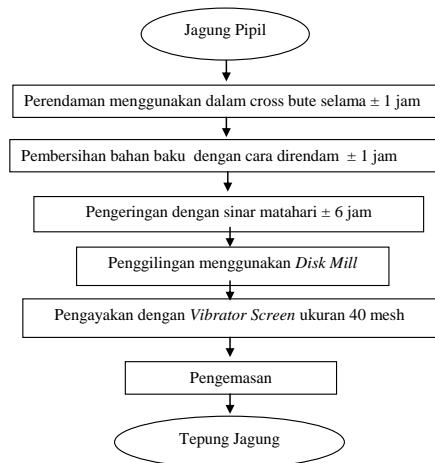 Jagung Pipil
Perendaman menggunakan dalam cross bute selama ± 1 jam
Pembersihan bahan baku dengan cara direndam ± 1 jam
Pengeringan dengan sinar matahari ± 6 jam
Penggilingan menggunakan Disk Mill
Pengayakan dengan Vibrator Screen ukuran 40 mesh
Pengemasan
Tepung Jagung